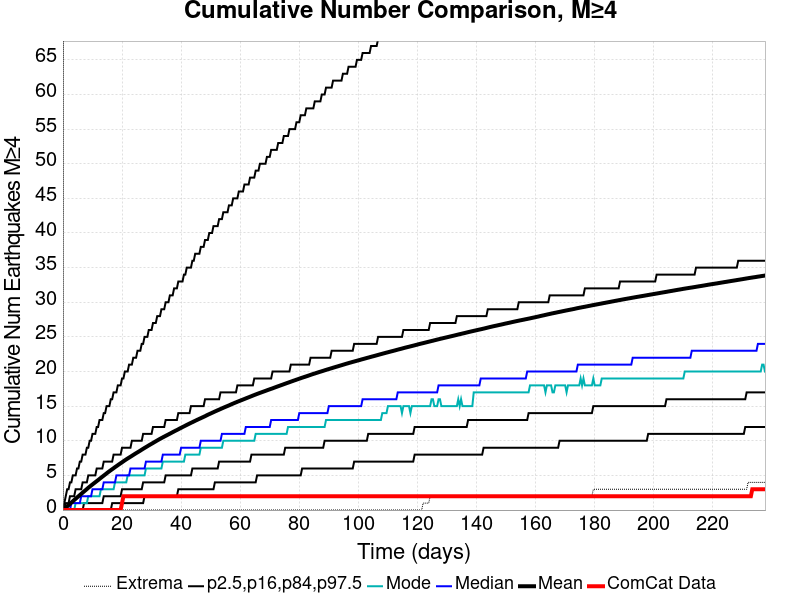 Cumulative Number Comparison, M≥4
Cumulative Num Earthquakes M≥4
65
60
55
50
45
40
35
30
25
20
15
10
5
0
0 20 40 60 80 100 120 140 160 180 200 220
Time (days)
Extrema p2.5,p16,p84,p97.5 Mode Median Mean ComCat Data